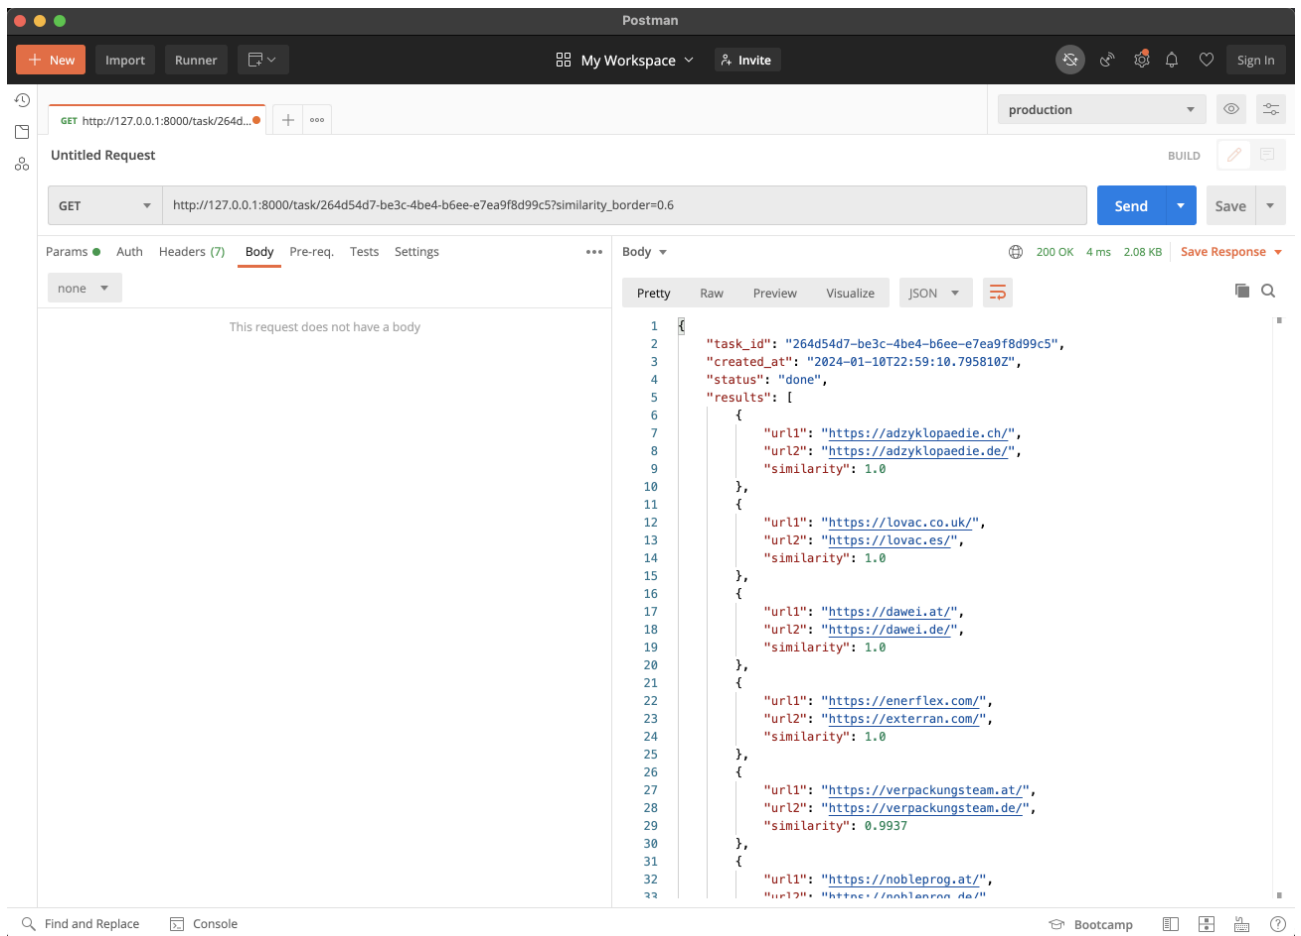 Postman
New Import Runner My Workspace Invite Sign In
GET http://127.0.0.1:8000/task/264d... production
Untitled Request BUILD
GET http://127.0.0.1:8000/task/264d54d7-be3c-4be4-b6ee-e7ea9f8d99c5?similarity_border=0.6 Send Save
Params Auth Headers (7) Body Pre-req. Tests Settings
none
This request does not have a body
Body 200 OK 4 ms 2.08 KB Save Response
Pretty Raw Preview Visualize JSON
1 {
2 "task_id": "264d54d7-be3c-4be4-b6ee-e7ea9f8d99c5",
3 "created_at": "2024-01-10T22:59:10.795810Z",
4 "status": "done",
5 "results": [
6 {
7 "url1": "https://adzyklopaedie.ch/",
8 "url2": "https://adzyklopaedie.de/",
9 "similarity": 1.0
10 },
11 {
12 "url1": "https://lovac.co.uk/",
13 "url2": "https://lovac.es/",
14 "similarity": 1.0
15 },
16 {
17 "url1": "https://dawei.at/",
18 "url2": "https://dawei.de/",
19 "similarity": 1.0
20 },
21 {
22 "url1": "https://enerflex.com/",
23 "url2": "https://exterran.com/",
24 "similarity": 1.0
25 },
26 {
27 "url1": "https://verpackungsteam.at/",
28 "url2": "https://verpackungsteam.de/",
29 "similarity": 0.9937
30 },
31 {
32 "url1": "https://nobleprog.at/",
33 "url2": "https://nobleprog.de/"
Find and Replace Console Bootcamp